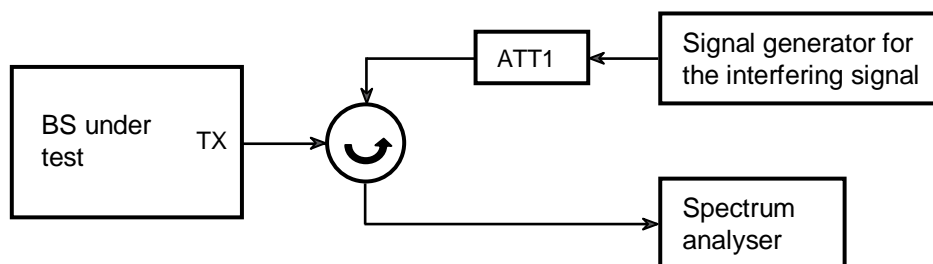 Signal generator for
the interfering signal
ATT1
BS under
test
TX
Spectrum
analyser